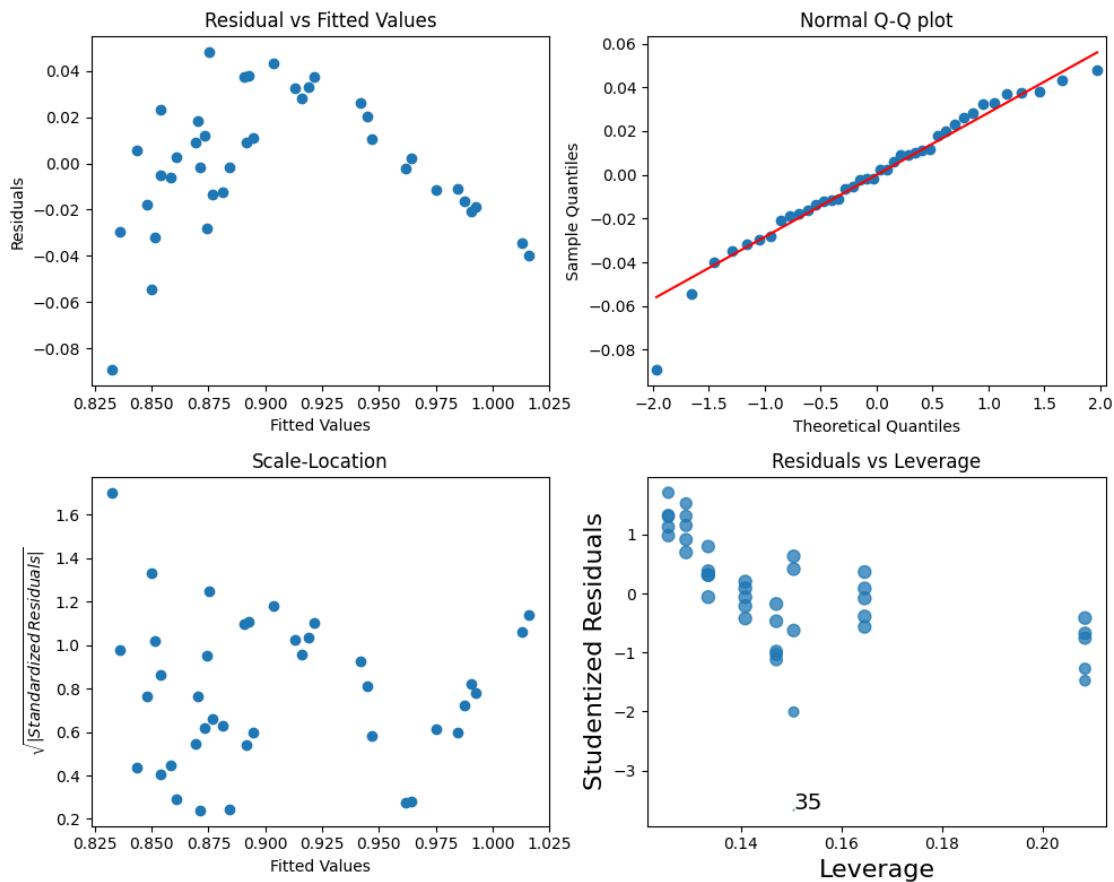 Residual vs Fitted Values
Residuals
0.04
0.02
0.00
−0.02
−0.04
−0.06
−0.08
0.825 0.850 0.875 0.900 0.925 0.950 0.975 1.000 1.025
Fitted Values
Normal Q-Q plot
Sample Quantiles
0.06
0.04
0.02
0.00
−0.02
−0.04
−0.06
−0.08
−2.0 −1.5 −1.0 −0.5 0.0 0.5 1.0 1.5 2.0
Theoretical Quantiles
Scale-Location
√|Standardized Residuals|
1.6
1.4
1.2
1.0
0.8
0.6
0.4
0.2
0.825 0.850 0.875 0.900 0.925 0.950 0.975 1.000 1.025
Fitted Values
Residuals vs Leverage
Studentized Residuals
1
0
−1
−2
−3
35
0.14 0.16 0.18 0.20
Leverage